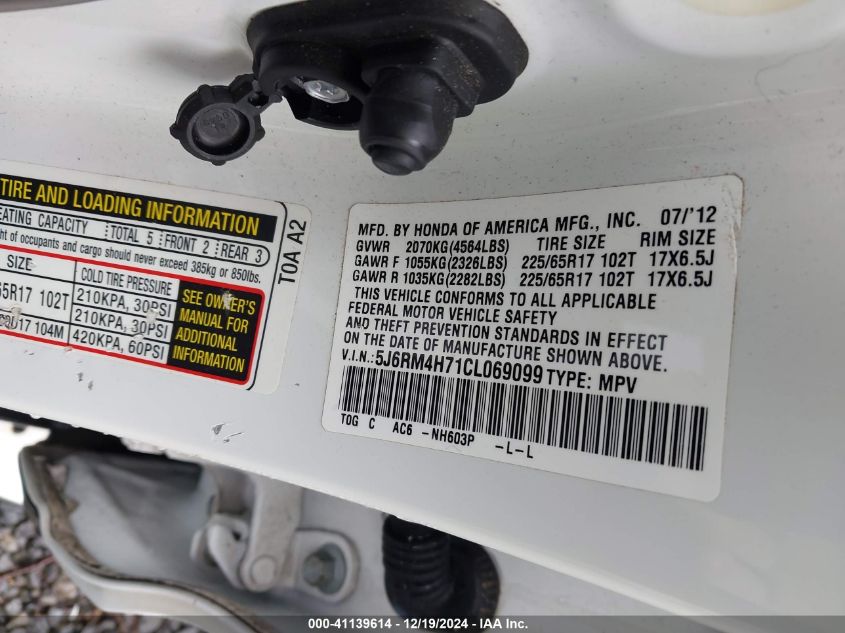 TIRE AND LOADING INFORMATION
EATING CAPACITY TOTAL 5 FRONT 2 REAR 3
ht of occupants and cargo should never exceed 385kg or 850lbs.
SIZE COLD TIRE PRESSURE
65R17 102T 210KPA, 30PSI
210KPA, 30PSI
D17 104M 420KPA, 60PSI
SEE OWNER'S
MANUAL FOR
ADDITIONAL
INFORMATION
T0A A2
MFD. BY HONDA OF AMERICA MFG., INC. 07/'12
GVWR 2070KG(4564LBS) TIRE SIZE RIM SIZE
GAWR F 1055KG(2326LBS) 225/65R17 102T 17X6.5J
GAWR R 1035KG(2282LBS) 225/65R17 102T 17X6.5J
THIS VEHICLE CONFORMS TO ALL APPLICABLE
FEDERAL MOTOR VEHICLE SAFETY
AND THEFT PREVENTION STANDARDS IN EFFECT
ON THE DATE OF MANUFACTURE SHOWN ABOVE.
V.I.N.: 5J6RM4H71CL069099 TYPE: MPV
T0G C AC6 -NH603P -L-L
000-41139614 - 12/19/2024 - IAA Inc.